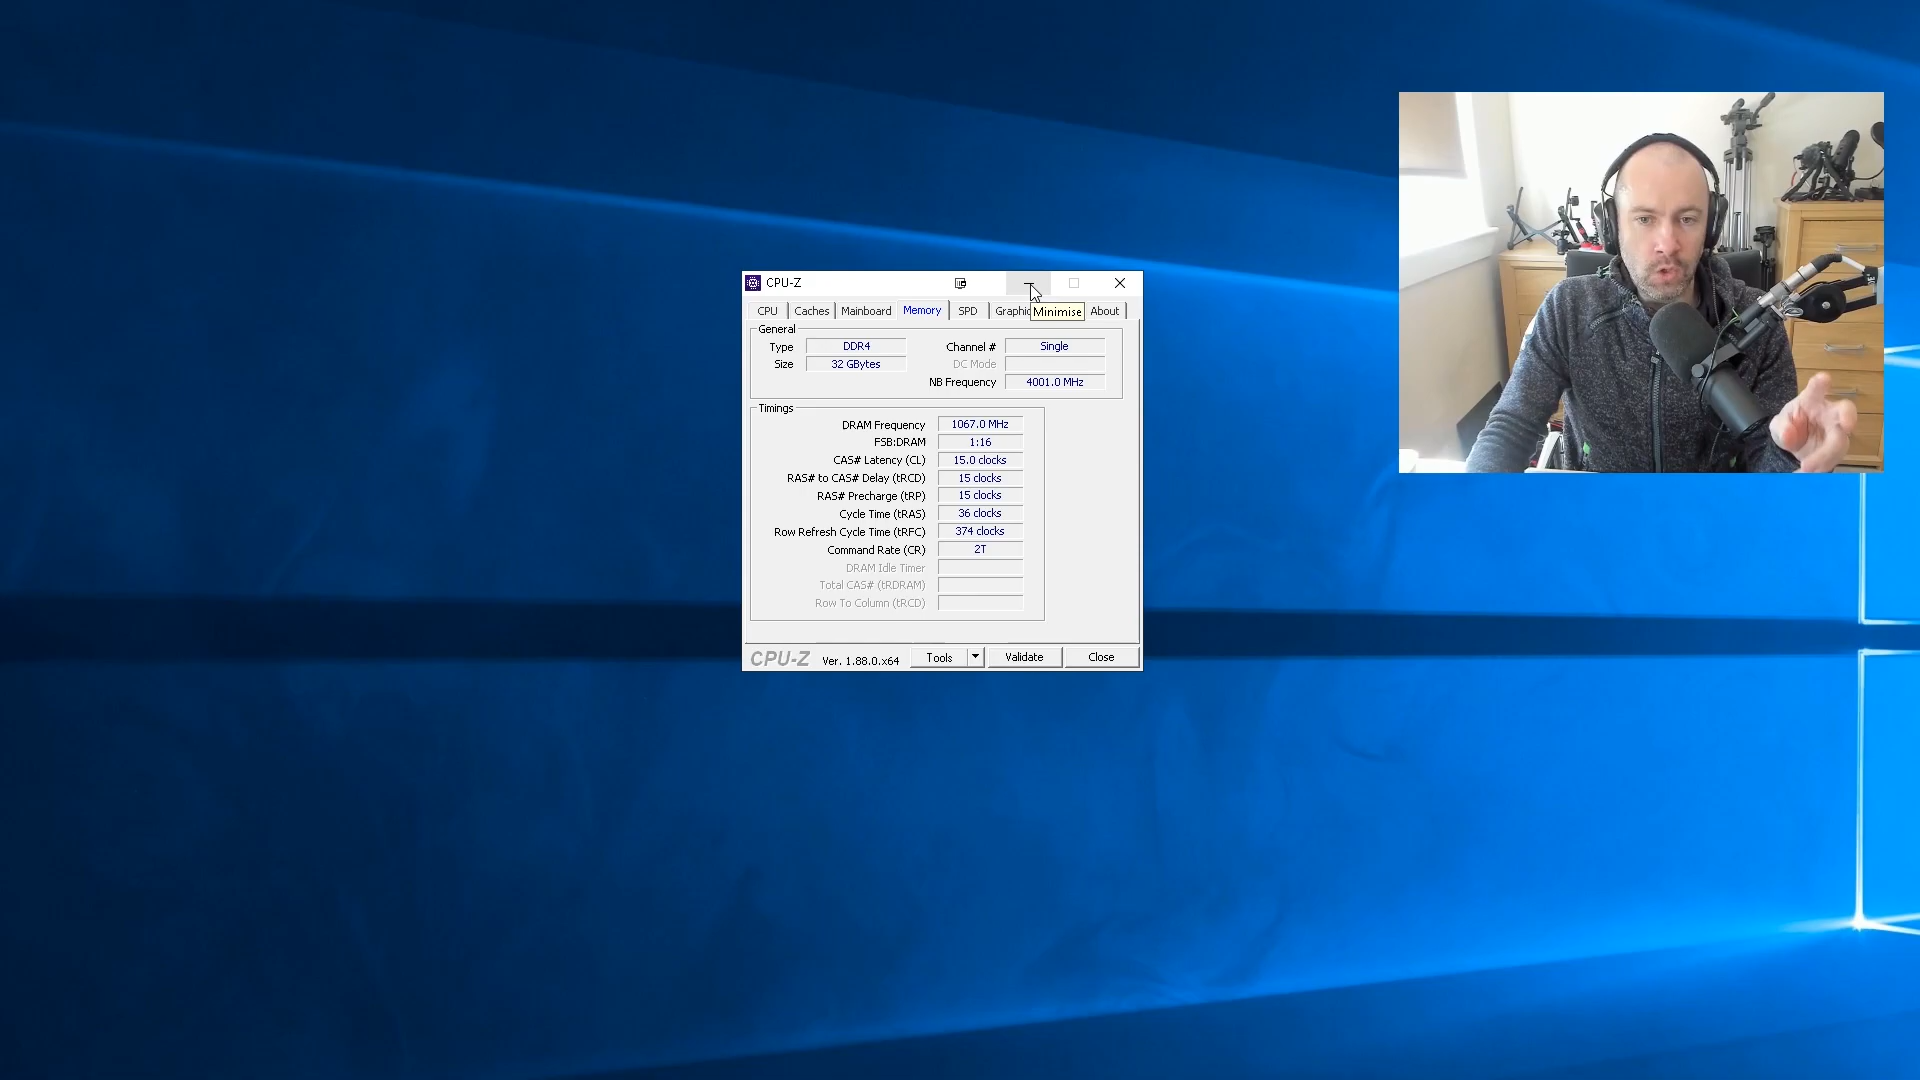 CPU-Z
CPU Caches Mainboard Memory SPD Graphic About
Minimise
General
Type DDR4 Channel # Single
Size 32 GBytes DC Mode
NB Frequency 4001.0 MHz
Timings
DRAM Frequency 1067.0 MHz
FSB:DRAM 1:16
CAS# Latency (CL) 15.0 clocks
RAS# to CAS# Delay (tRCD) 15 clocks
RAS# Precharge (tRP) 15 clocks
Cycle Time (tRAS) 36 clocks
Row Refresh Cycle Time (tRFC) 374 clocks
Command Rate (CR) 2T
DRAM Idle Timer
Total CAS# (tRDRAM)
Row To Column (tRCD)
CPU-Z Ver. 1.88.0.x64 Tools Validate Close